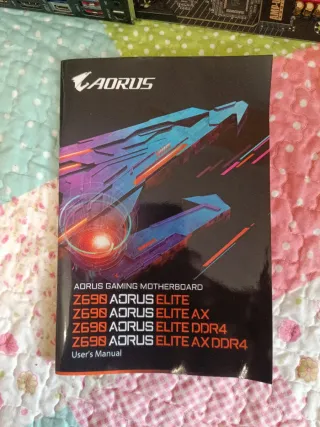 AORUS
AORUS GAMING MOTHERBOARD
Z690 AORUS ELITE
Z690 AORUS ELITE AX
Z690 AORUS ELITE DDR4
Z690 AORUS ELITE AX DDR4
User's Manual